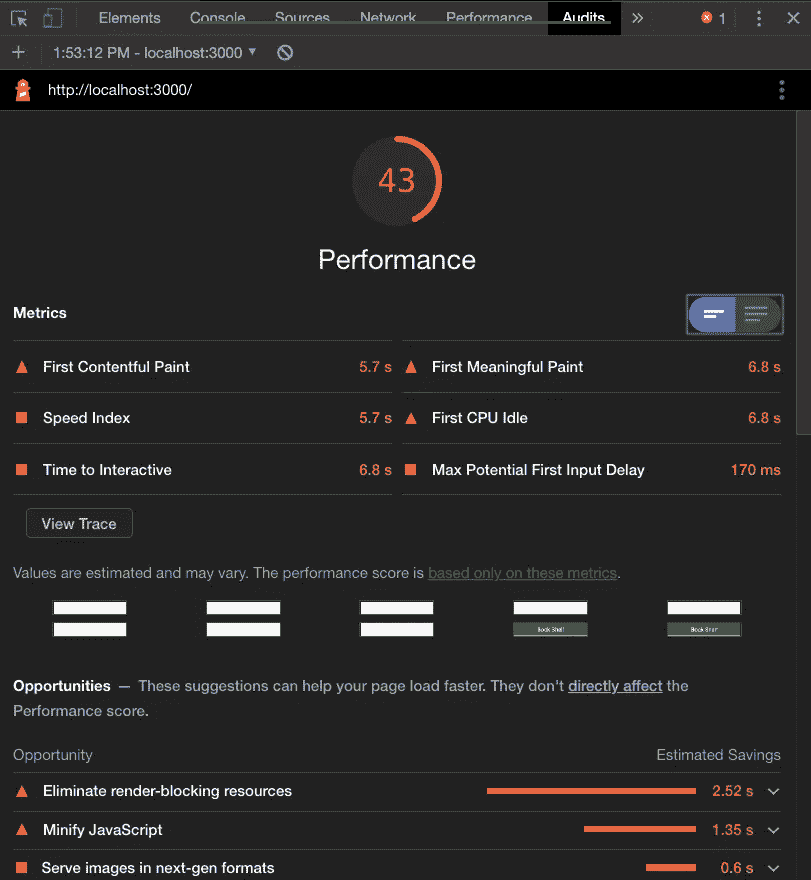 Elements Console Sources Network Performance Audits » 1
1:53:12 PM - localhost:3000
http://localhost:3000/
43
Performance
Metrics
First Contentful Paint 5.7 s First Meaningful Paint 6.8 s
Speed Index 5.7 s First CPU Idle 6.8 s
Time to Interactive 6.8 s Max Potential First Input Delay 170 ms
View Trace
Values are estimated and may vary. The performance score is based only on these metrics.
Book Shelf Book Shelf
Opportunities — These suggestions can help your page load faster. They don't directly affect the
Performance score.
Opportunity Estimated Savings
Eliminate render-blocking resources 2.52 s
Minify JavaScript 1.35 s
Serve images in next-gen formats 0.6 s